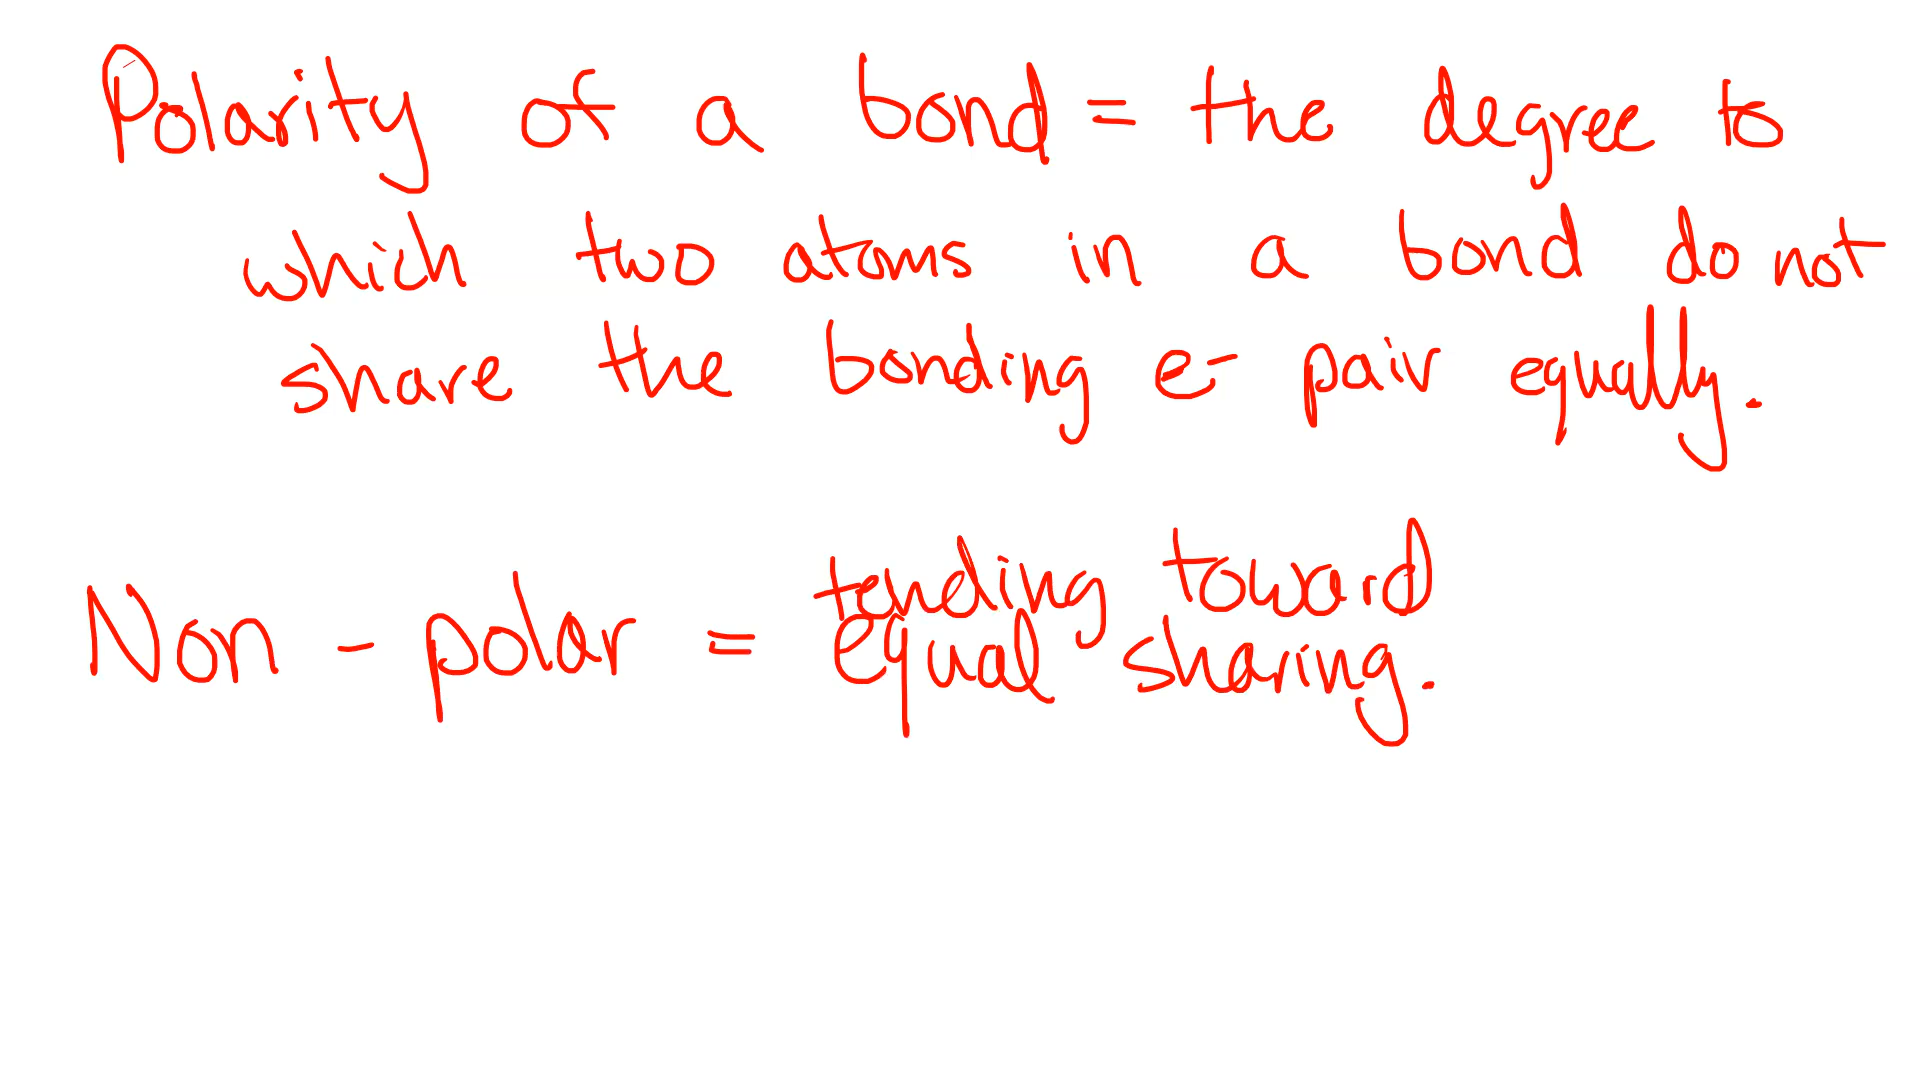 Polarity of a bond = the degree to
which two atoms in a bond do not
share the bonding e- pair equally.
Non-polar = tending toward
equal sharing.